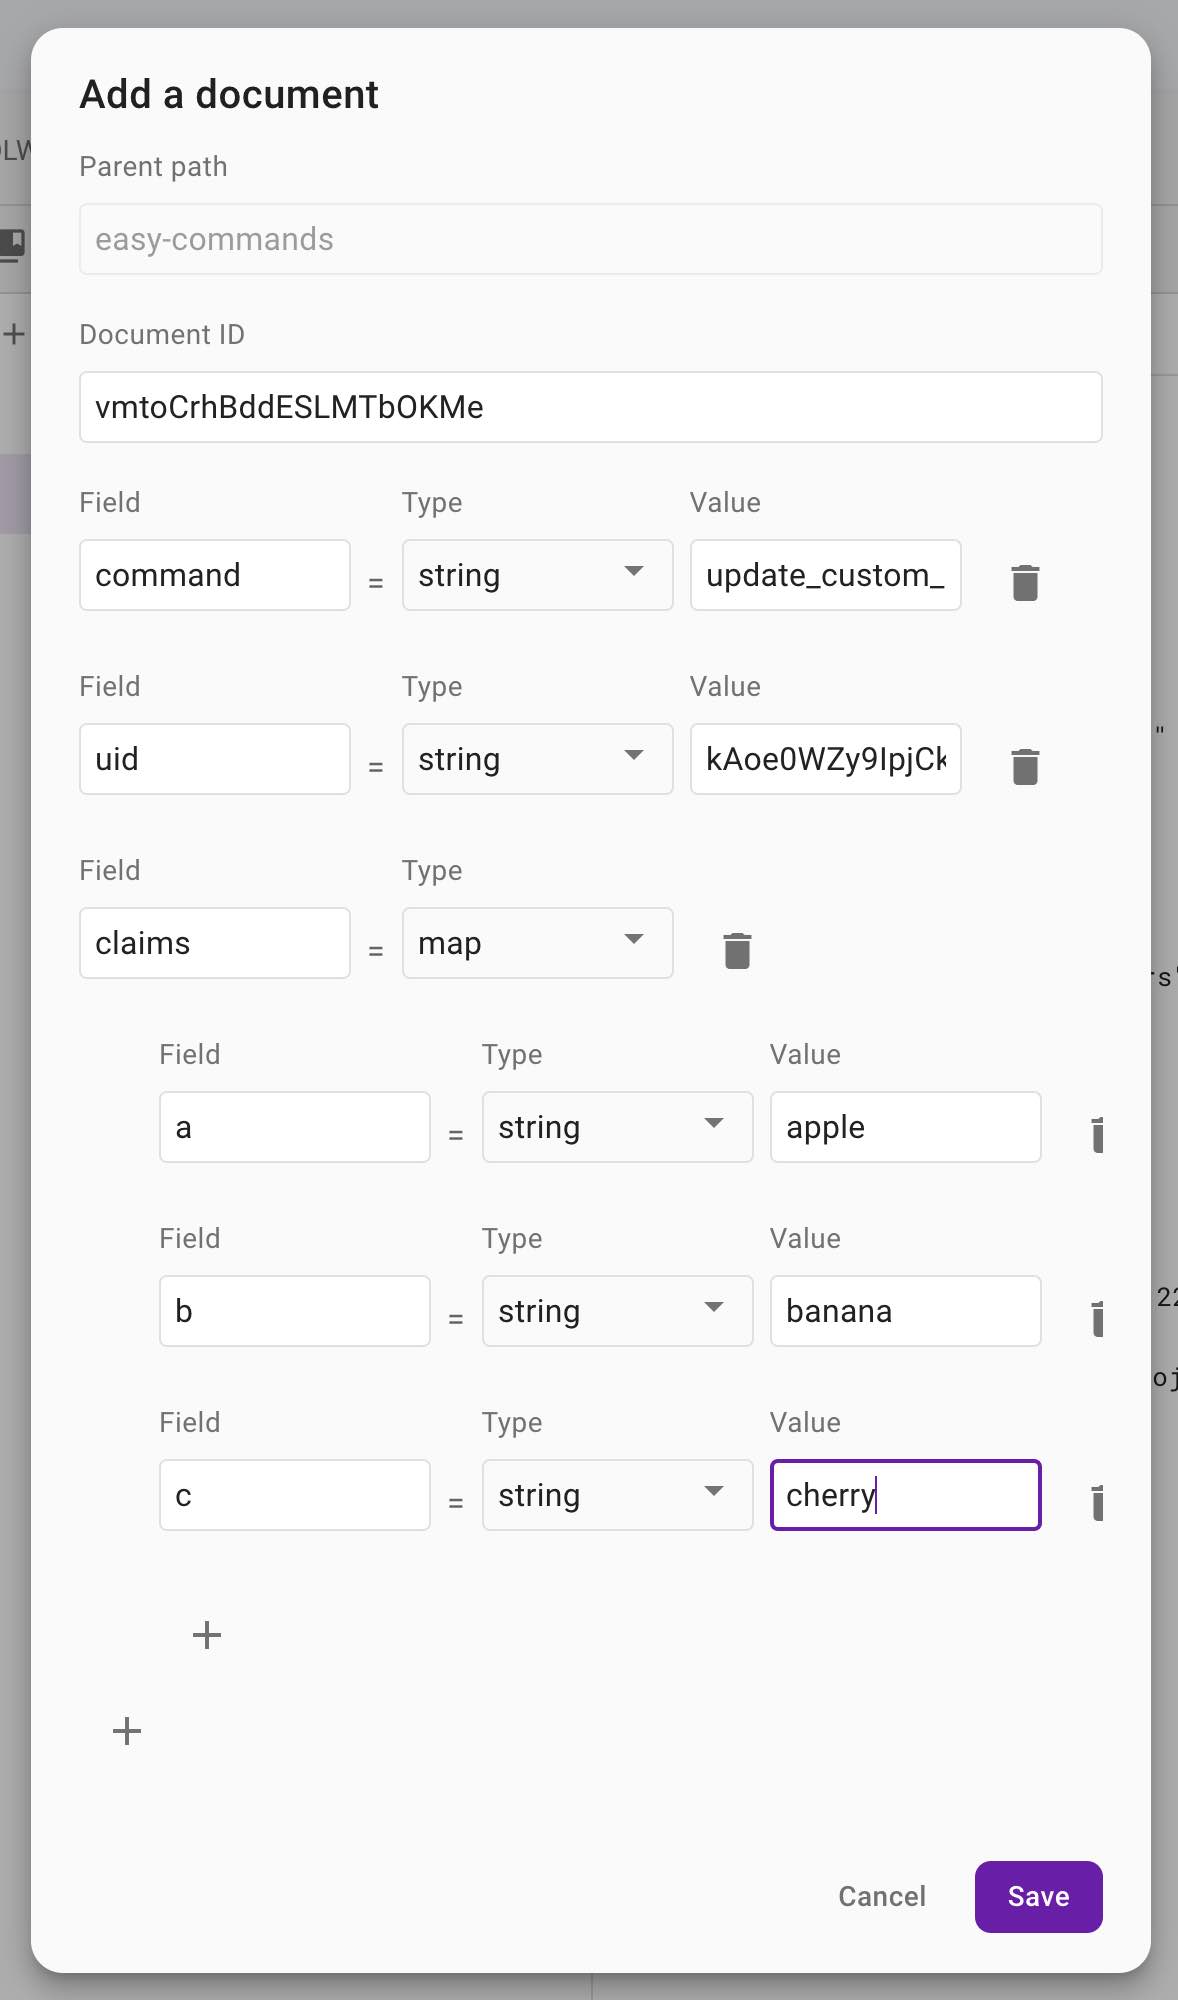 Add a document
Parent path
easy-commands
Document ID
vmtoCrhBddESLMTbOKMe
Field Type Value
command = string update_custom_
Field Type Value
uid = string kAoe0WZy9IpjCk
Field Type
claims = map
Field Type Value
a = string apple
Field Type Value
b = string banana
Field Type Value
c = string cherry
+
+
Cancel Save